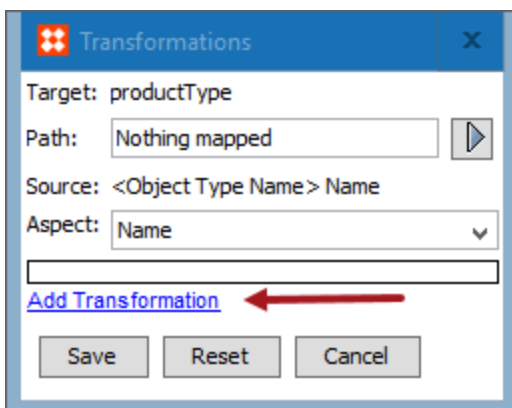 Transformations
Target: productType
Path: Nothing mapped
Source: <Object Type Name> Name
Aspect: Name
Add Transformation
Save Reset Cancel